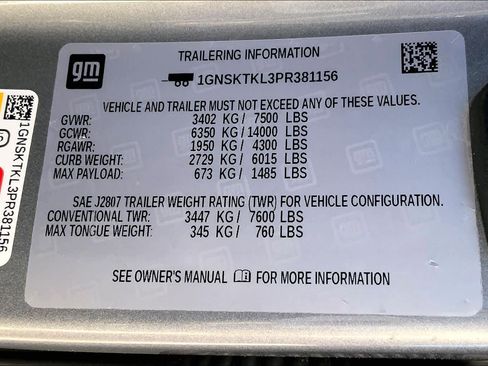 gm
TRAILERING INFORMATION
1GNSKTKL3PR381156
VEHICLE AND TRAILER MUST NOT EXCEED ANY OF THESE VALUES.
GVWR: 3402 KG / 7500 LBS
GCWR: 6350 KG / 14000 LBS
RGAWR: 1950 KG / 4300 LBS
CURB WEIGHT: 2729 KG / 6015 LBS
MAX PAYLOAD: 673 KG / 1485 LBS
SAE J2807 TRAILER WEIGHT RATING (TWR) FOR VEHICLE CONFIGURATION.
CONVENTIONAL TWR: 3447 KG / 7600 LBS
MAX TONGUE WEIGHT: 345 KG / 760 LBS
SEE OWNER'S MANUAL FOR MORE INFORMATION
1GNSKTKL3PR381156